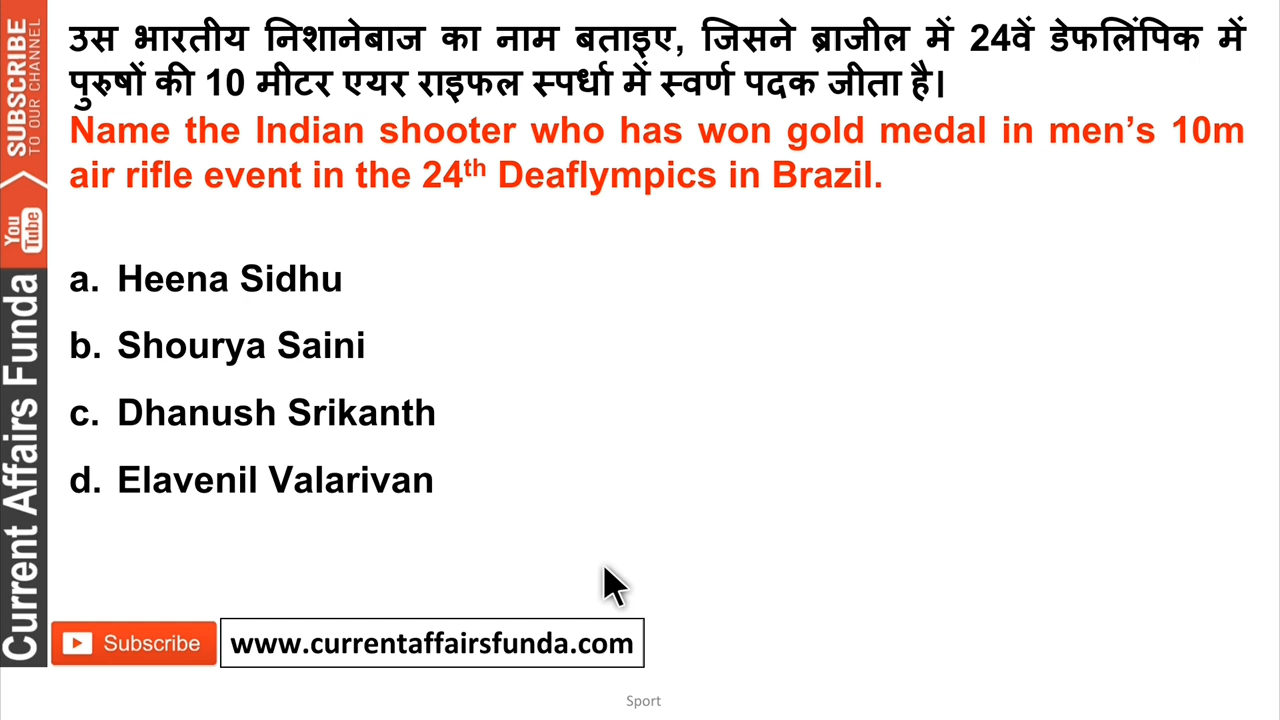 उस भारतीय निशानेबाज का नाम बताइए, जिसने ब्राजील में 24वें डेफलिंपिक में
पुरुषों की 10 मीटर एयर राइफल स्पर्धा में स्वर्ण पदक जीता है।
Name the Indian shooter who has won gold medal in men’s 10m
air rifle event in the 24th Deaflympics in Brazil.
a. Heena Sidhu
b. Shourya Saini
c. Dhanush Srikanth
d. Elavenil Valarivan
SUBSCRIBE
TO OUR CHANNEL
You
Tube
Current Affairs Funda
Subscribe
www.currentaffairsfunda.com
Sport